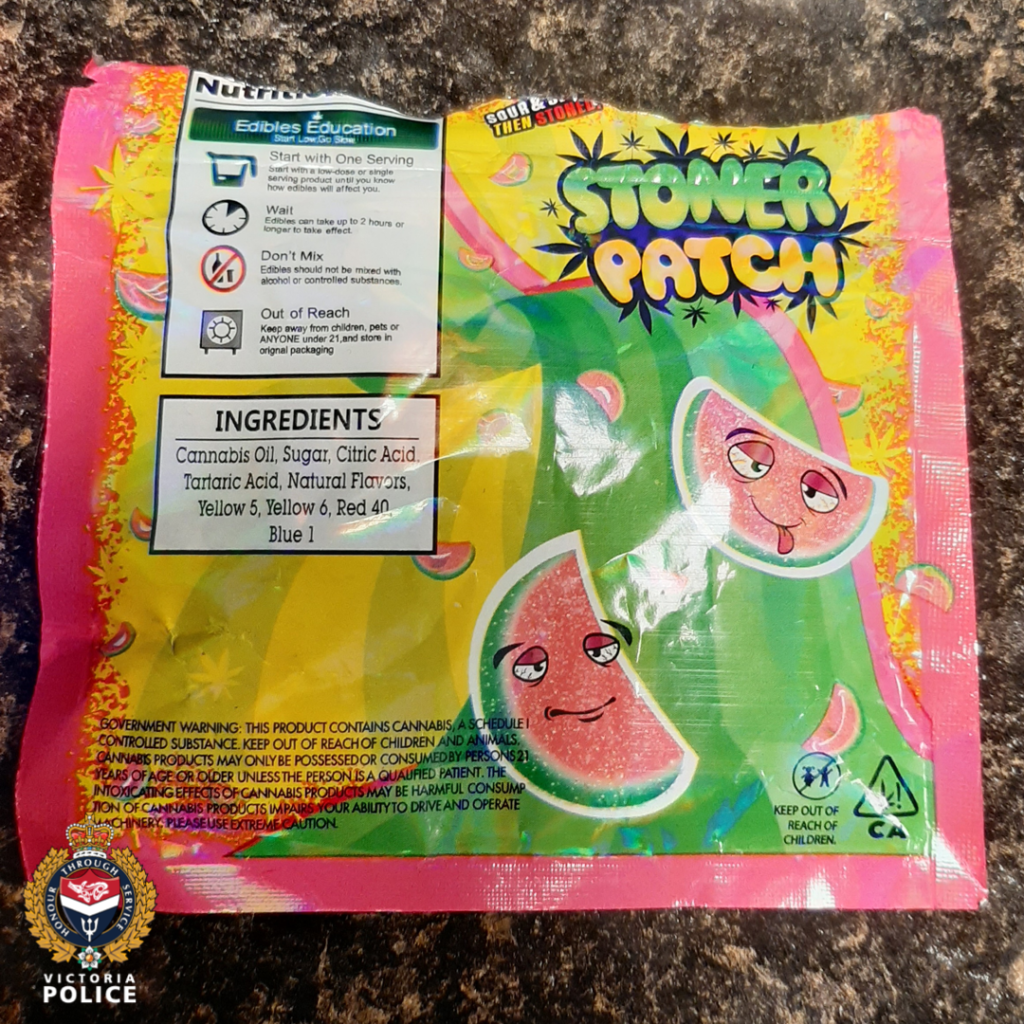 Edibles Education
Start Low, Go Slow
Start with One Serving
Start with a low-dose or single
serving product until you know
how edibles will affect you.
Wait
Edibles can take up to 2 hours or
longer to take effect.
Don't Mix
Edibles should not be mixed with
alcohol or controlled substances.
Out of Reach
Keep away from children, pets or
ANYONE under 21,and store in
orignal packaging
INGREDIENTS
Cannabis Oil, Sugar, Citric Acid.
Tartaric Acid, Natural Flavors,
Yellow 5, Yellow 6, Red 40
Blue 1
SOUR &
THEN STONED
STONER
PATCH
GOVERNMENT WARNING: THIS PRODUCT CONTAINS CANNABIS, A SCHEDULE I
CONTROLLED SUBSTANCE. KEEP OUT OF REACH OF CHILDREN AND ANIMALS.
CANNABIS PRODUCTS MAY ONLY BE POSSESSED OR CONSUMED BY PERSONS 21
YEARS OF AGE OR OLDER UNLESS THE PERSON IS A QUALIFIED PATIENT. THE
INTOXICATING EFFECTS OF CANNABIS PRODUCTS MAY BE HARMFUL CONSUMP
TION OF CANNABIS PRODUCTS IMPAIRS YOUR ABILITY TO DRIVE AND OPERATE
MACHINERY. PLEASE USE EXTREME CAUTION.
KEEP OUT OF
REACH OF
CHILDREN.
CA
HONOUR THROUGH SERVICE
VICTORIA
POLICE